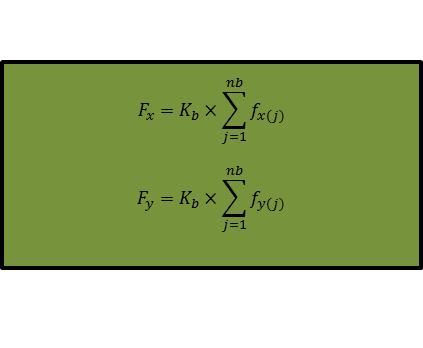 F_x = K_b × ∑_{j=1}^{nb} f_{x(j)}
F_y = K_b × ∑_{j=1}^{nb} f_{y(j)}